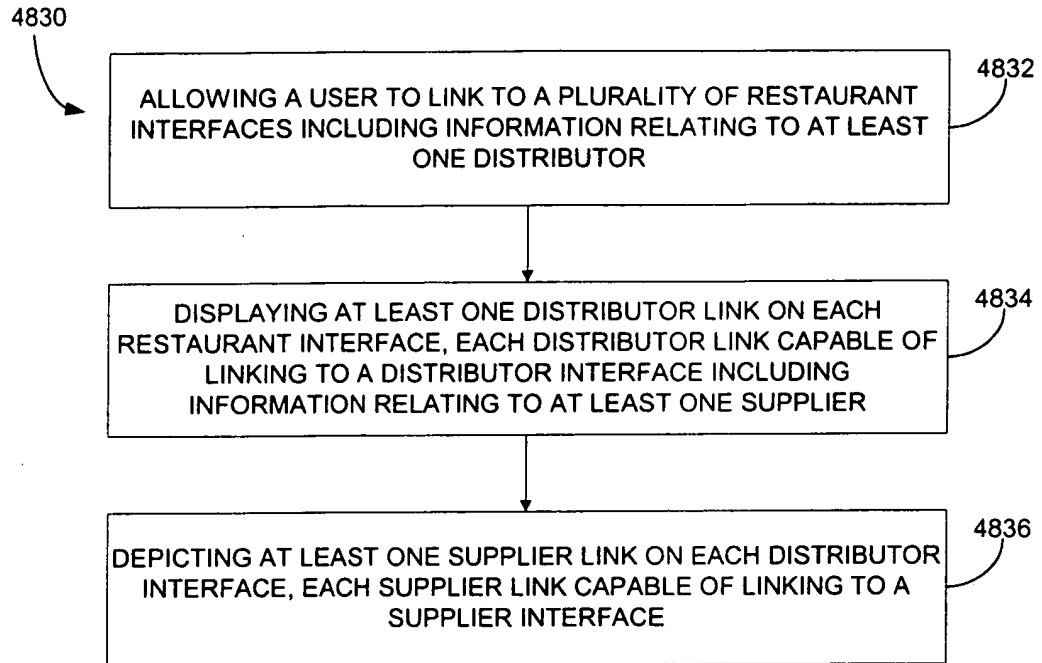 4830
4832
ALLOWING A USER TO LINK TO A PLURALITY OF RESTAURANT
INTERFACES INCLUDING INFORMATION RELATING TO AT LEAST
ONE DISTRIBUTOR
4834
DISPLAYING AT LEAST ONE DISTRIBUTOR LINK ON EACH
RESTAURANT INTERFACE, EACH DISTRIBUTOR LINK CAPABLE OF
LINKING TO A DISTRIBUTOR INTERFACE INCLUDING
INFORMATION RELATING TO AT LEAST ONE SUPPLIER
4836
DEPICTING AT LEAST ONE SUPPLIER LINK ON EACH DISTRIBUTOR
INTERFACE, EACH SUPPLIER LINK CAPABLE OF LINKING TO A
SUPPLIER INTERFACE